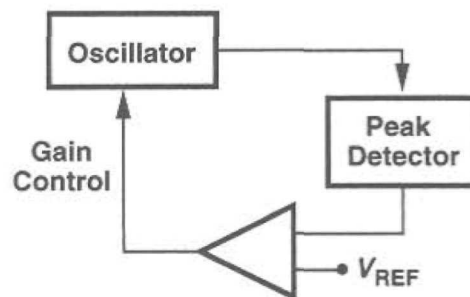 Oscillator
Peak
Detector
Gain
Control
VREF